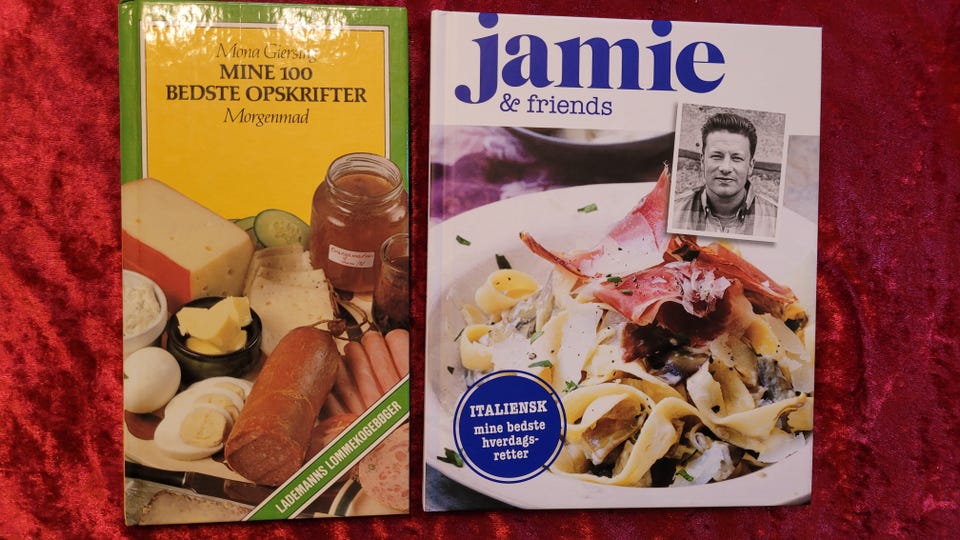 Mona Giersing
MINE 100
BEDSTE OPSKRIFTER
Morgenmad
LADEMANNS LOMMEKOGEBØGER
jamie
& friends
ITALIENSK
mine bedste
hverdags-
retter